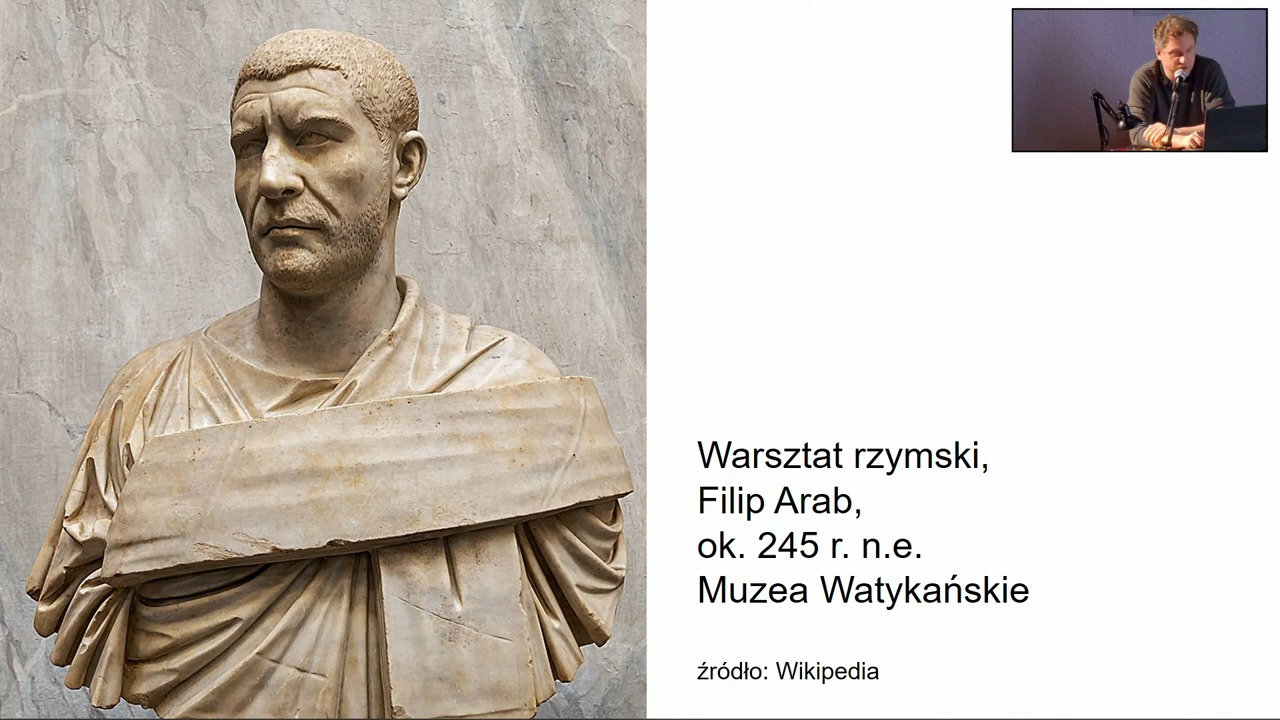 Warsztat rzymski,
Filip Arab,
ok. 245 r. n.e.
Muzea Watykańskie
źródło: Wikipedia